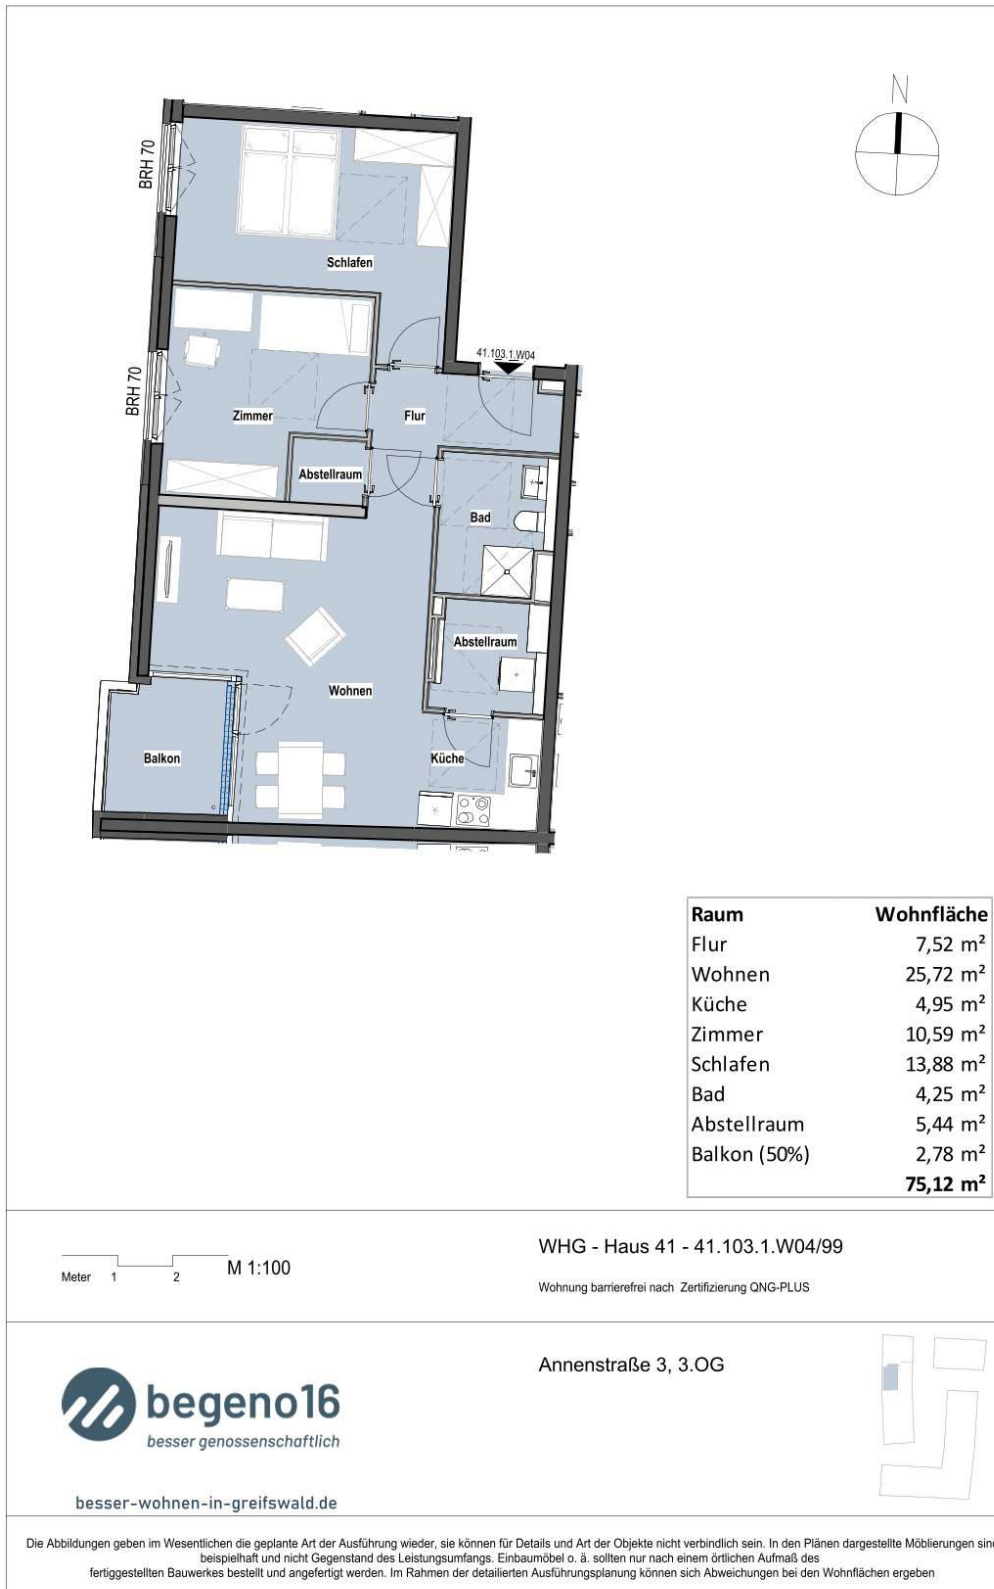 N
BRH 70
Schlafen
41.103.1.W04
BRH 70
Zimmer
Flur
Abstellraum
Bad
Abstellraum
Wohnen
Balkon
Küche
Raum Wohnfläche
Flur 7,52 m²
Wohnen 25,72 m²
Küche 4,95 m²
Zimmer 10,59 m²
Schlafen 13,88 m²
Bad 4,25 m²
Abstellraum 5,44 m²
Balkon (50%) 2,78 m²
75,12 m²
Meter 1 2 M 1:100
WHG - Haus 41 - 41.103.1.W04/99
Wohnung barrierefrei nach Zertifizierung QNG-PLUS
Annenstraße 3, 3.OG
begeno16
besser genossenschaftlich
besser-wohnen-in-greifswald.de
Die Abbildungen geben im Wesentlichen die geplante Art der Ausführung wieder, sie können für Details und Art der Objekte nicht verbindlich sein. In den Plänen dargestellte Möblierungen sind
beispielhaft und nicht Gegenstand des Leistungsumfangs. Einbaumöbel o. ä. sollten nur nach einem örtlichen Aufmaß des
fertiggestellten Bauwerkes bestellt und angefertigt werden. Im Rahmen der detailierten Ausführungsplanung können sich Abweichungen bei den Wohnflächen ergeben